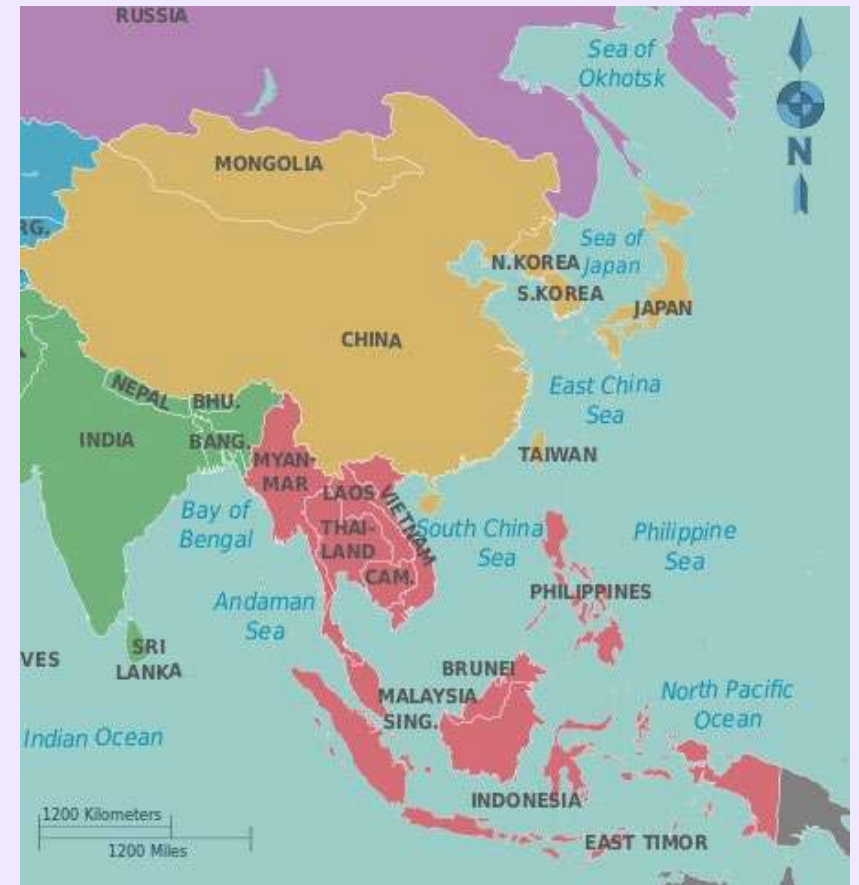 RUSSIA
Sea of
Okhotsk
MONGOLIA
N
RG.
Sea of
Japan
N.KOREA
S.KOREA
JAPAN
CHINA
East China
Sea
NEPAL
BHU.
INDIA
BANG.
TAIWAN
MYAN-
MAR
LAOS
VIETNAM
Bay of
Bengal
THAI-
LAND
South China
Sea
Philippine
Sea
CAM.
PHILIPPINES
Andaman
Sea
SRI
LANKA
VES
BRUNEI
MALAYSIA
SING.
North Pacific
Ocean
Indian Ocean
INDONESIA
1200 Kilometers
1200 Miles
EAST TIMOR